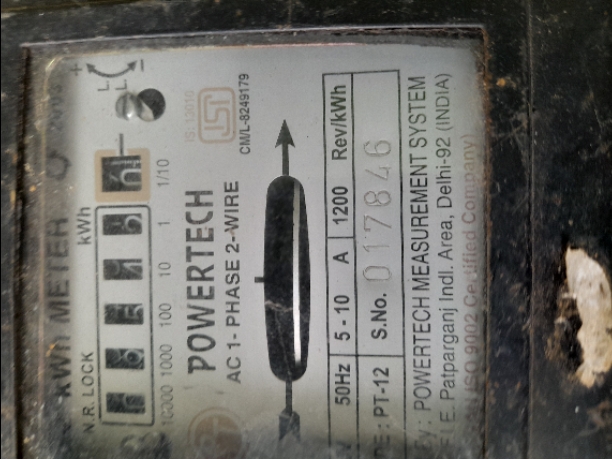 kWh METER
N.R. LOCK kWh
10000 1000 100 10 1 1/10
+ L L -
IS: 13010
CM/L-8249179
POWERTECH
AC 1- PHASE 2-WIRE
50Hz 5 - 10 A 1200 Rev/kWh
PT-12 S.No. 017846
: POWERTECH MEASUREMENT SYSTEM
E. Patparganj Indl. Area, Delhi-92 (INDIA)
ISO 9002 Certified Company)